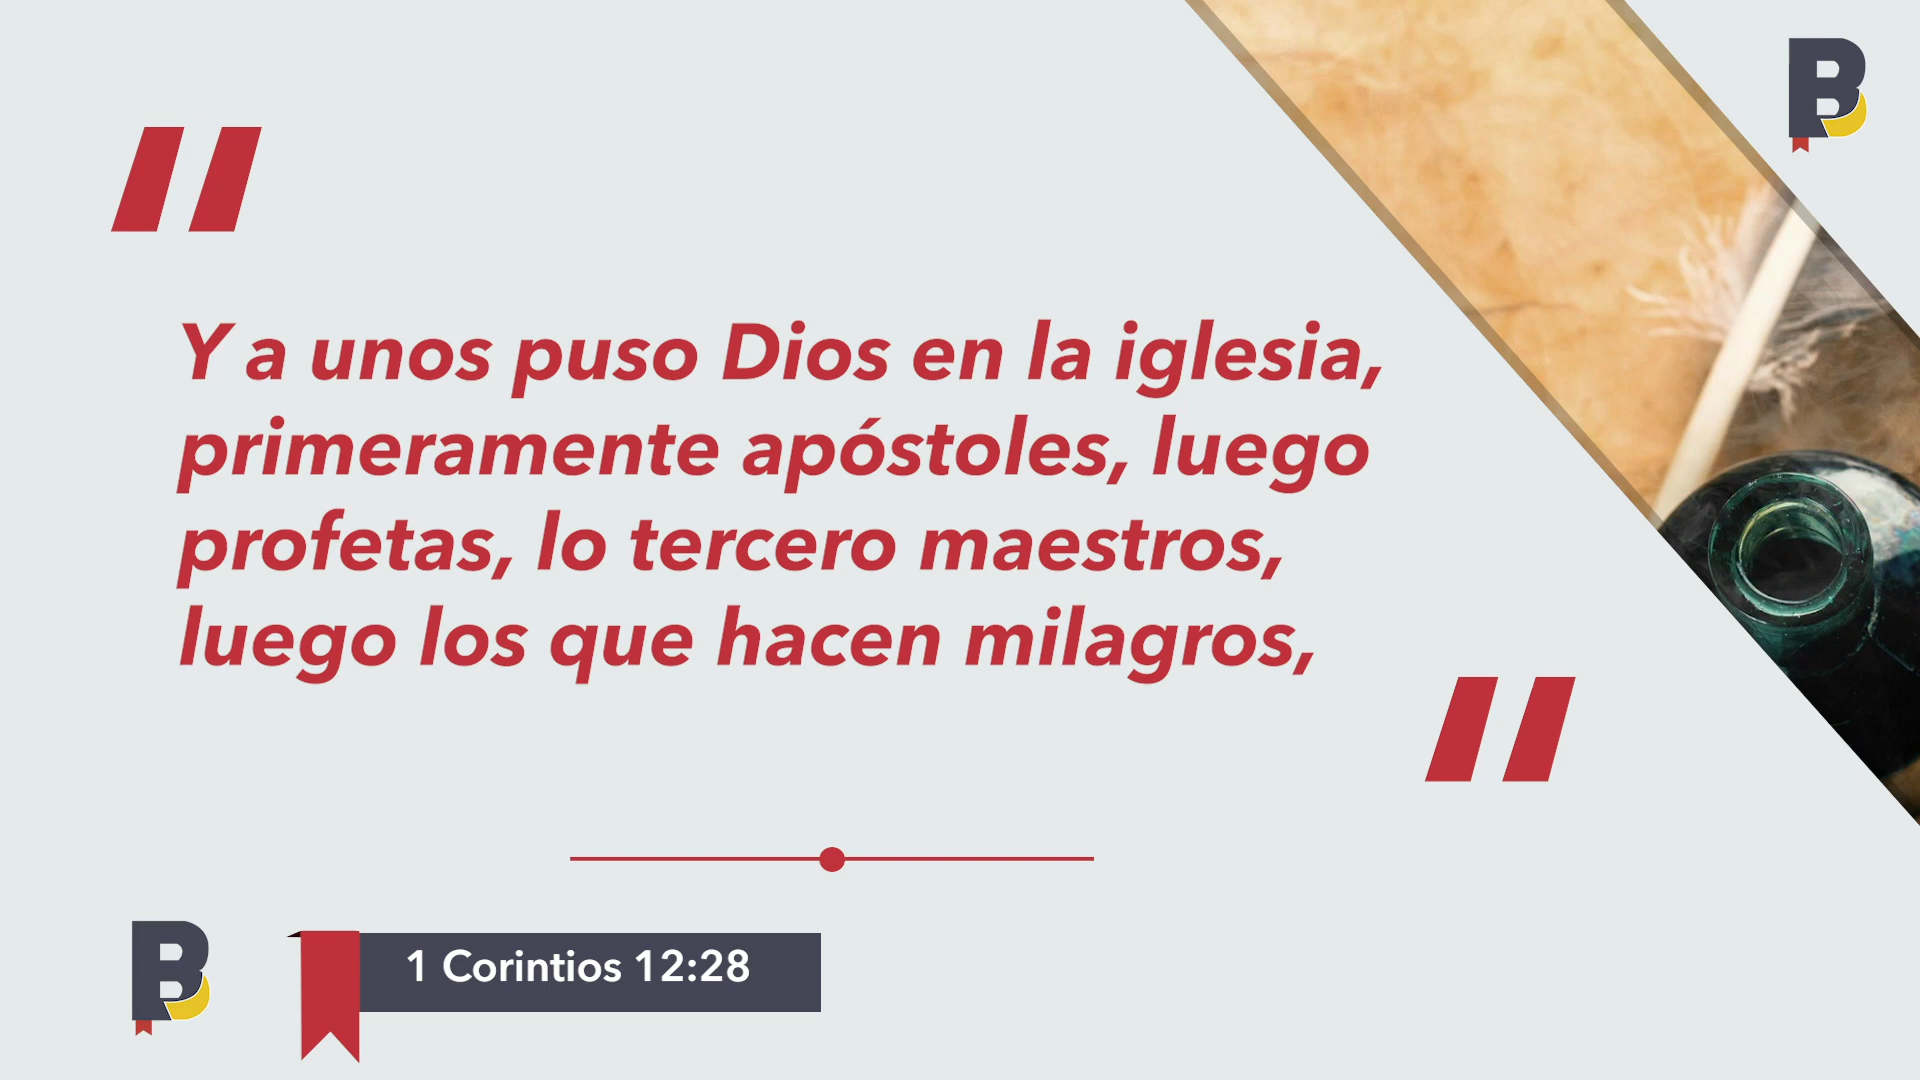 Y a unos puso Dios en la iglesia,
primeramente apóstoles, luego
profetas, lo tercero maestros,
luego los que hacen milagros,
1 Corintios 12:28